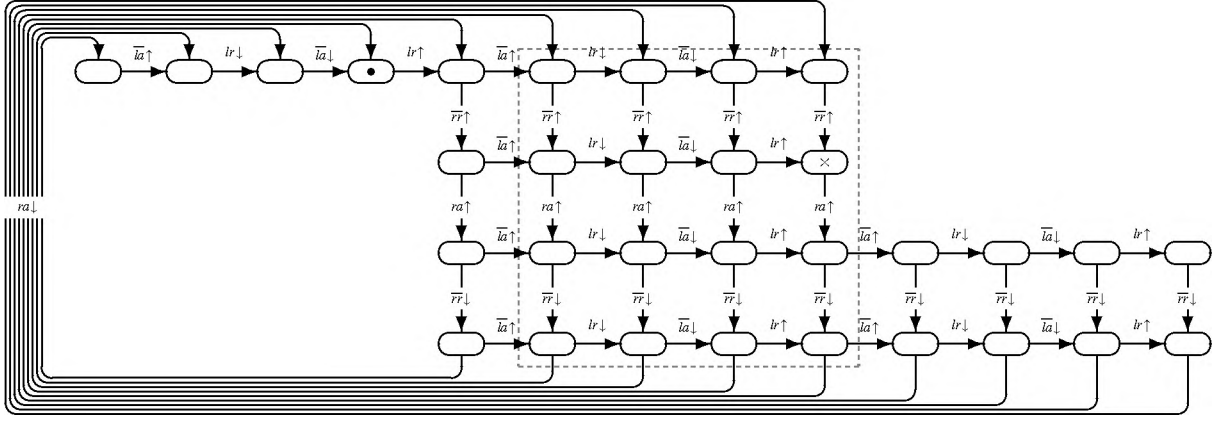 l̅a̅↑ lr↓ l̅a̅↓ lr↑ l̅a̅↑ lr↓ l̅a̅↓ lr↑
r̅r̅↑ r̅r̅↑ r̅r̅↑ r̅r̅↑ r̅r̅↑
l̅a̅↑ lr↓ l̅a̅↓ lr↑
ra↓ ra↑ ra↑ ra↑ ra↑ ra↑
l̅a̅↑ lr↓ l̅a̅↓ lr↑ l̅a̅↑ lr↓ l̅a̅↓ lr↑
r̅r̅↓ r̅r̅↓ r̅r̅↓ r̅r̅↓ r̅r̅↓ r̅r̅↓ r̅r̅↓ r̅r̅↓ r̅r̅↓
l̅a̅↑ lr↓ l̅a̅↓ lr↑ l̅a̅↑ lr↓ l̅a̅↓ lr↑